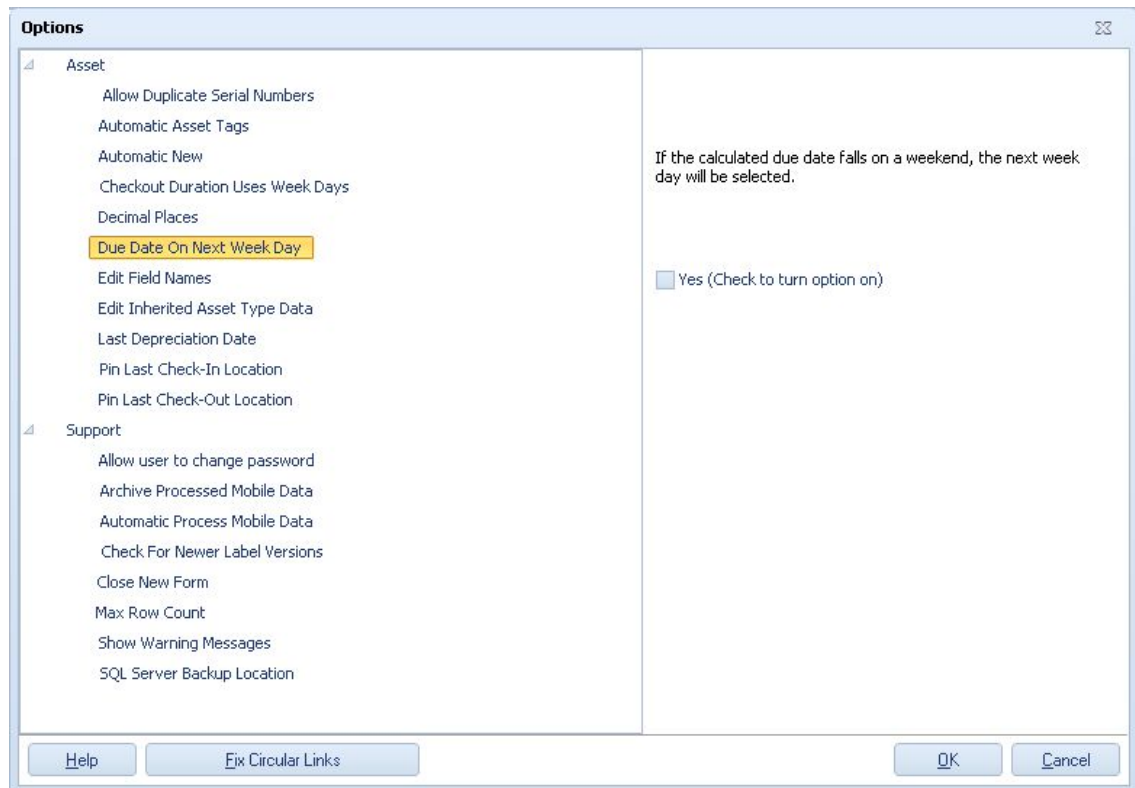 Options
Asset
Allow Duplicate Serial Numbers
Automatic Asset Tags
Automatic New
Checkout Duration Uses Week Days
Decimal Places
Due Date On Next Week Day
Edit Field Names
Edit Inherited Asset Type Data
Last Depreciation Date
Pin Last Check-In Location
Pin Last Check-Out Location
Support
Allow user to change password
Archive Processed Mobile Data
Automatic Process Mobile Data
Check For Newer Label Versions
Close New Form
Max Row Count
Show Warning Messages
SQL Server Backup Location
If the calculated due date falls on a weekend, the next week
day will be selected.
Yes (Check to turn option on)
Help
Fix Circular Links
OK
Cancel